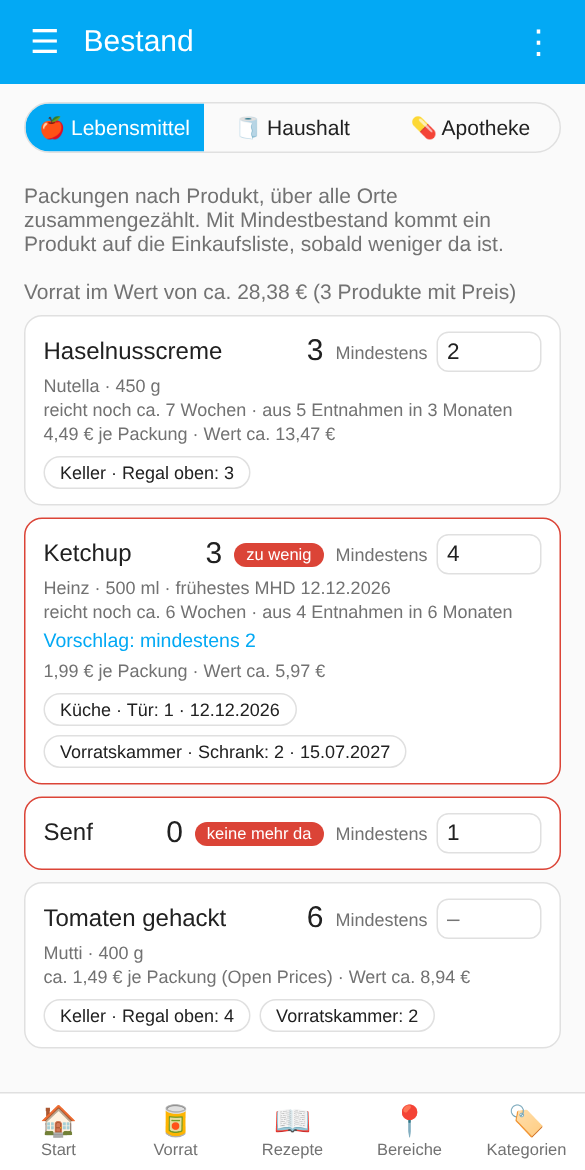 Bestand
Lebensmittel
Haushalt
Apotheke
Packungen nach Produkt, über alle Orte
zusammengezählt. Mit Mindestbestand kommt ein
Produkt auf die Einkaufsliste, sobald weniger da ist.
Vorrat im Wert von ca. 28,38 € (3 Produkte mit Preis)
Haselnusscreme 3 Mindestens 2
Nutella · 450 g
reicht noch ca. 7 Wochen · aus 5 Entnahmen in 3 Monaten
4,49 € je Packung · Wert ca. 13,47 €
Keller · Regal oben: 3
Ketchup 3 zu wenig Mindestens 4
Heinz · 500 ml · frühestes MHD 12.12.2026
reicht noch ca. 6 Wochen · aus 4 Entnahmen in 6 Monaten
Vorschlag: mindestens 2
1,99 € je Packung · Wert ca. 5,97 €
Küche · Tür: 1 · 12.12.2026
Vorratskammer · Schrank: 2 · 15.07.2027
Senf 0 keine mehr da Mindestens 1
Tomaten gehackt 6 Mindestens –
Mutti · 400 g
ca. 1,49 € je Packung (Open Prices) · Wert ca. 8,94 €
Keller · Regal oben: 4 Vorratskammer: 2
Start Vorrat Rezepte Bereiche Kategorien